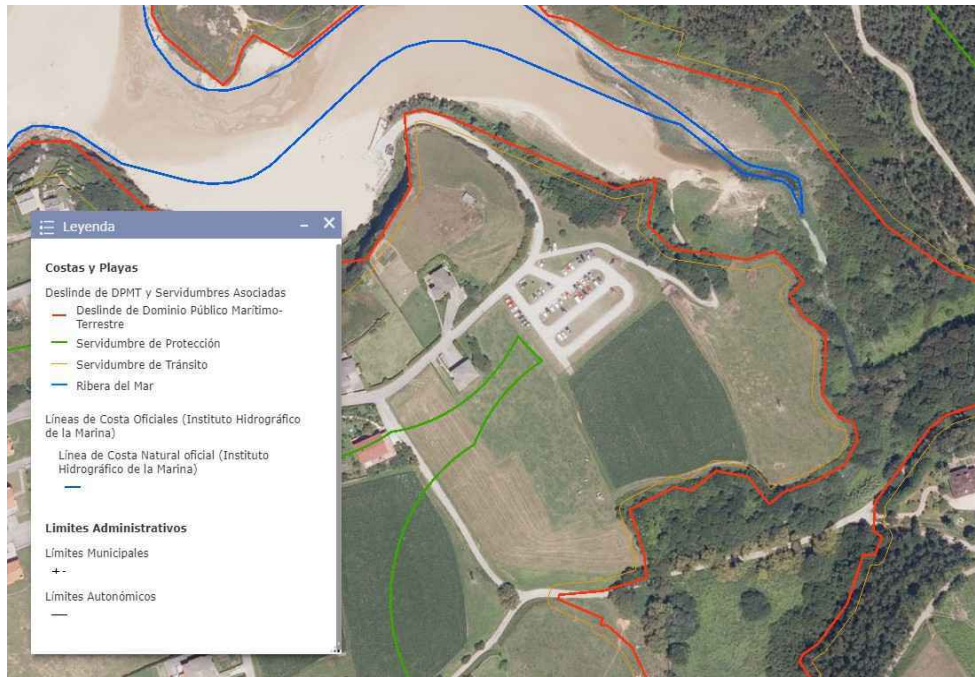 Leyenda
Costas y Playas
Deslinde de DPMT y Servidumbres Asociadas
Deslinde de Dominio Público Marítimo-
Terrestre
Servidumbre de Protección
Servidumbre de Tránsito
Ribera del Mar
Líneas de Costa Oficiales (Instituto Hidrográfico
de la Marina)
Línea de Costa Natural oficial (Instituto
Hidrográfico de la Marina)
Limites Administrativos
Límites Municipales
Límites Autonómicos